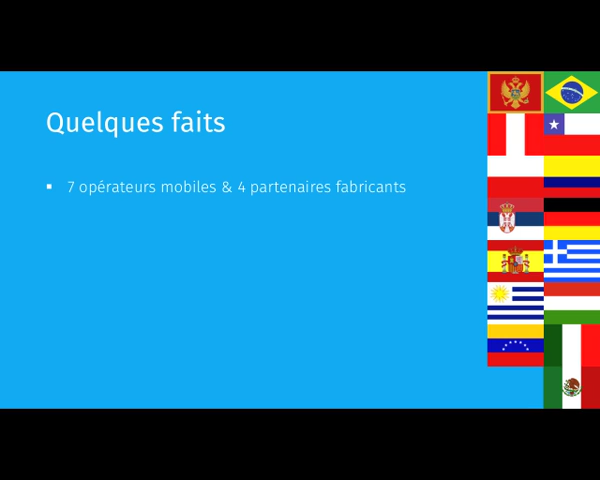 Quelques faits
▪ 7 opérateurs mobiles & 4 partenaires fabricants